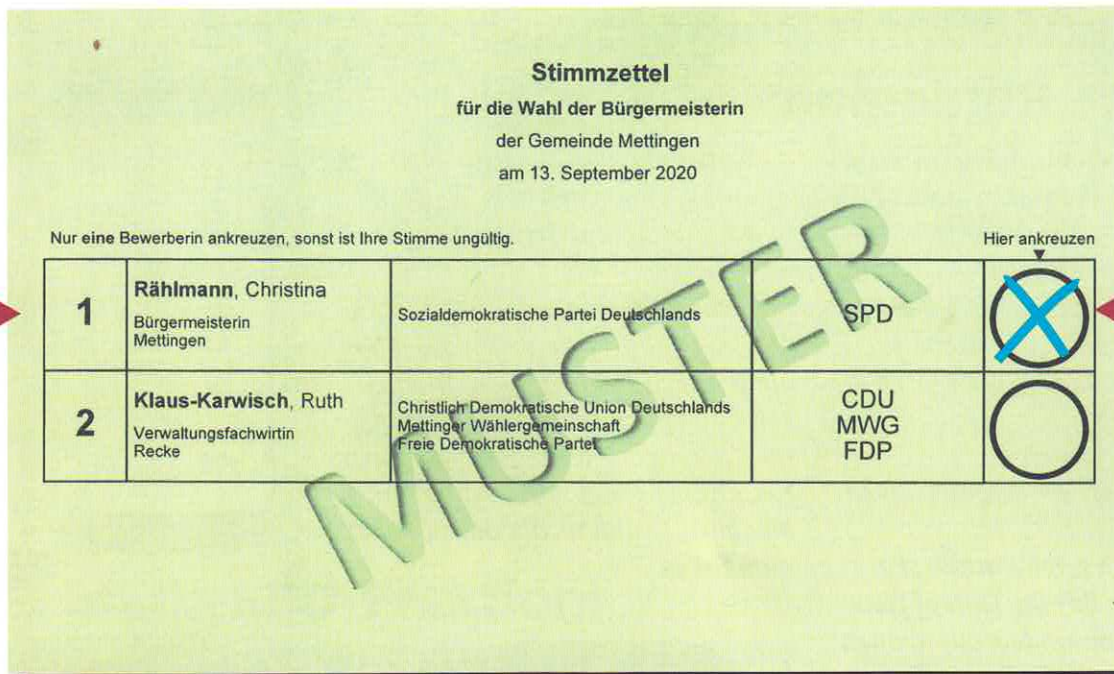 Stimmzettel
für die Wahl der Bürgermeisterin
der Gemeinde Mettingen
am 13. September 2020
Nur eine Bewerberin ankreuzen, sonst ist Ihre Stimme ungültig.
Hier ankreuzen
1
Rählmann, Christina
Bürgermeisterin
Mettingen
Sozialdemokratische Partei Deutschlands
SPD
2
Klaus-Karwisch, Ruth
Verwaltungsfachwirtin
Recke
Christlich Demokratische Union Deutschlands
Mettinger Wählergemeinschaft
Freie Demokratische Partei
CDU
MWG
FDP
MUSTER